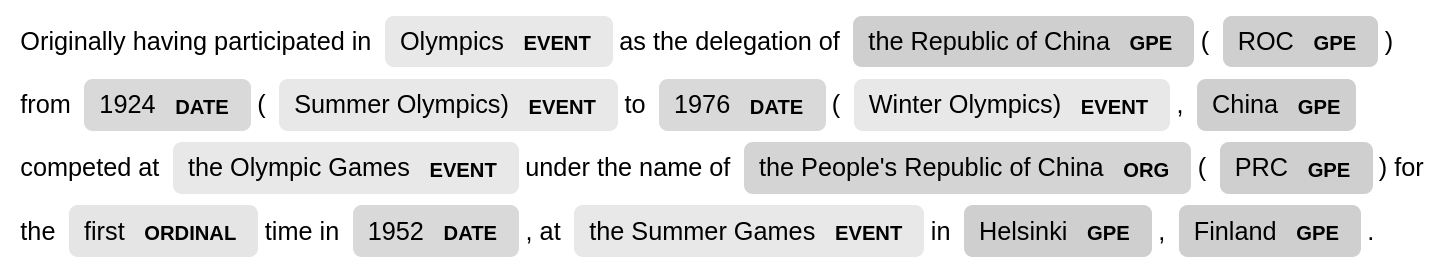 Originally having participated in Olympics EVENT as the delegation of the Republic of China GPE ( ROC GPE )
from 1924 DATE ( Summer Olympics) EVENT to 1976 DATE ( Winter Olympics) EVENT , China GPE
competed at the Olympic Games EVENT under the name of the People's Republic of China ORG ( PRC GPE ) for
the first ORDINAL time in 1952 DATE , at the Summer Games EVENT in Helsinki GPE , Finland GPE .